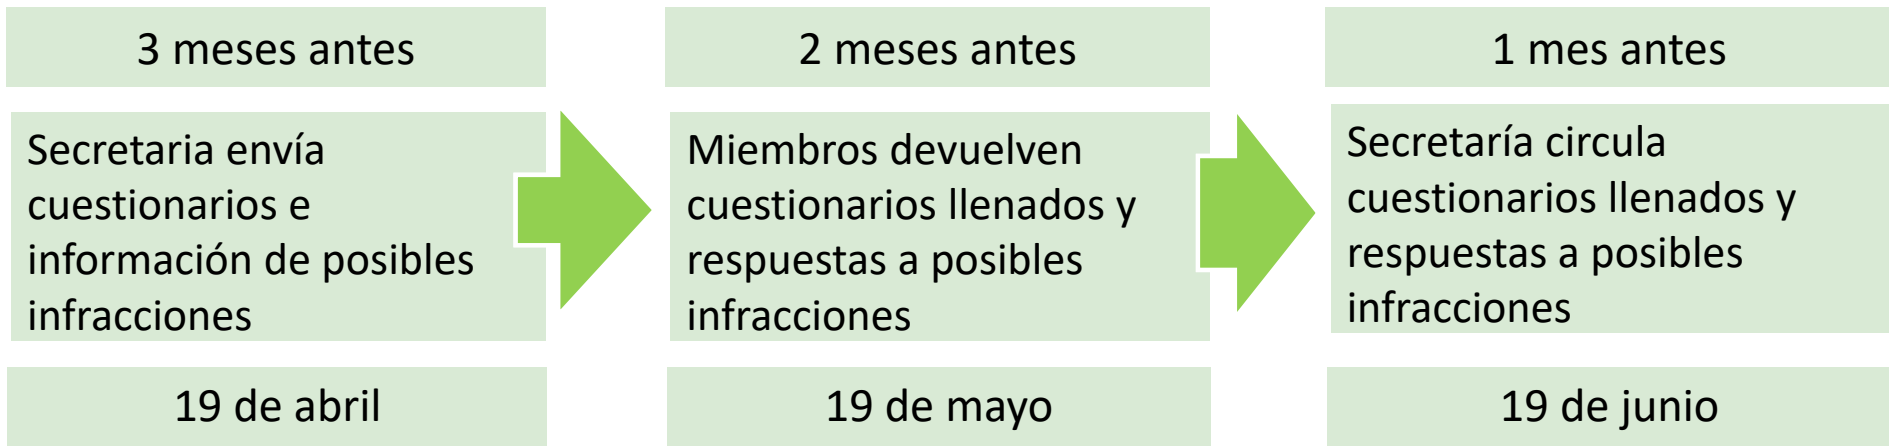 3 meses antes
2 meses antes
1 mes antes
Secretaria envía
cuestionarios e
información de posibles
infracciones
Miembros devuelven
cuestionarios llenados y
respuestas a posibles
infracciones
Secretaría circula
cuestionarios llenados y
respuestas a posibles
infracciones
19 de abril
19 de mayo
19 de junio